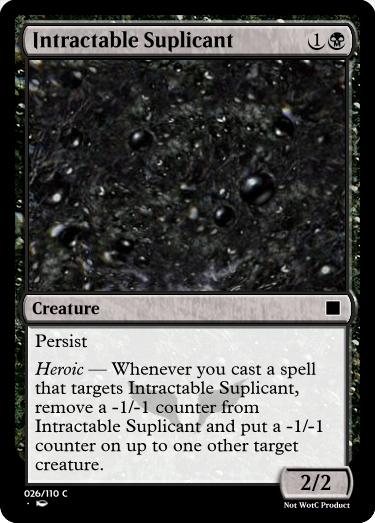 Intractable Suplicant 1
Creature
Persist
Heroic — Whenever you cast a spell
that targets Intractable Suplicant,
remove a -1/-1 counter from
Intractable Suplicant and put a -1/-1
counter on up to one other target
creature.
2/2
026/110 C
Not WotC Product